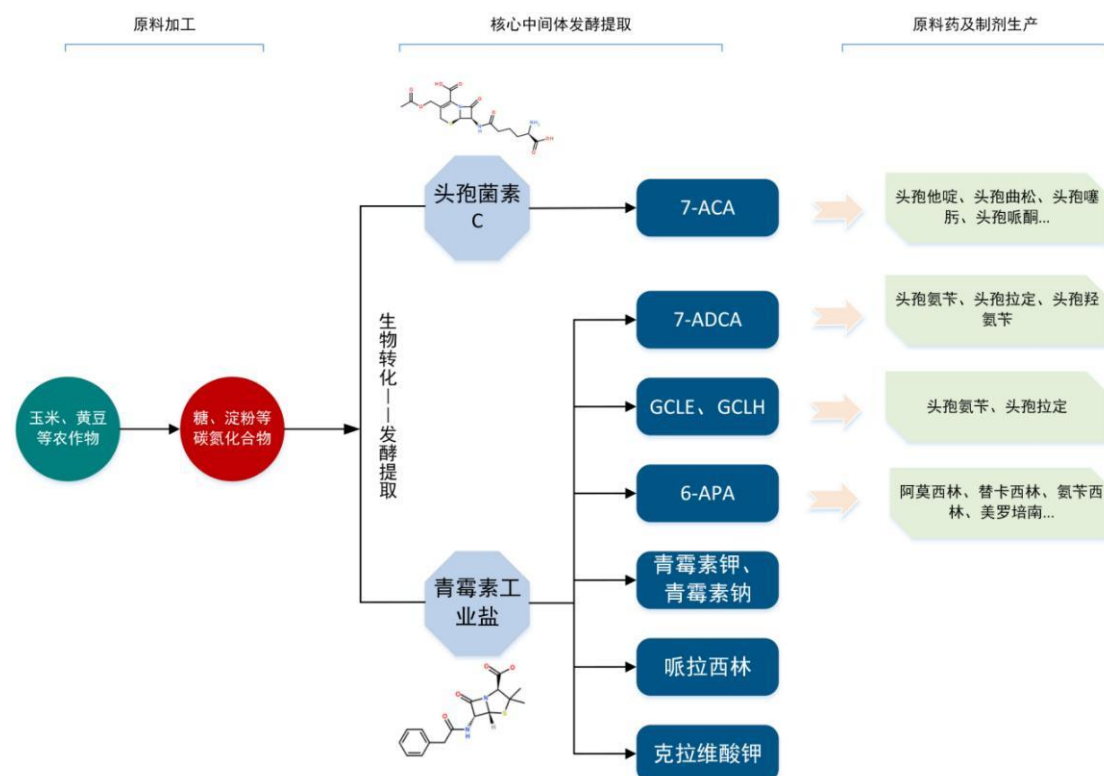 原料加工
核心中间体发酵提取
原料药及制剂生产
头孢菌素
C
7-ACA
头孢他啶、头孢曲松、头孢噻
肟、头孢哌酮...
生物转化——发酵提取
7-ADCA
头孢氨苄、头孢拉定、头孢羟
氨苄
玉米、黄豆
等农作物
糖、淀粉等
碳氮化合物
GCLE、GCLH
头孢氨苄、头孢拉定
6-APA
阿莫西林、替卡西林、氨苄西
林、美罗培南...
青霉素工
业盐
青霉素钾、
青霉素钠
哌拉西林
克拉维酸钾